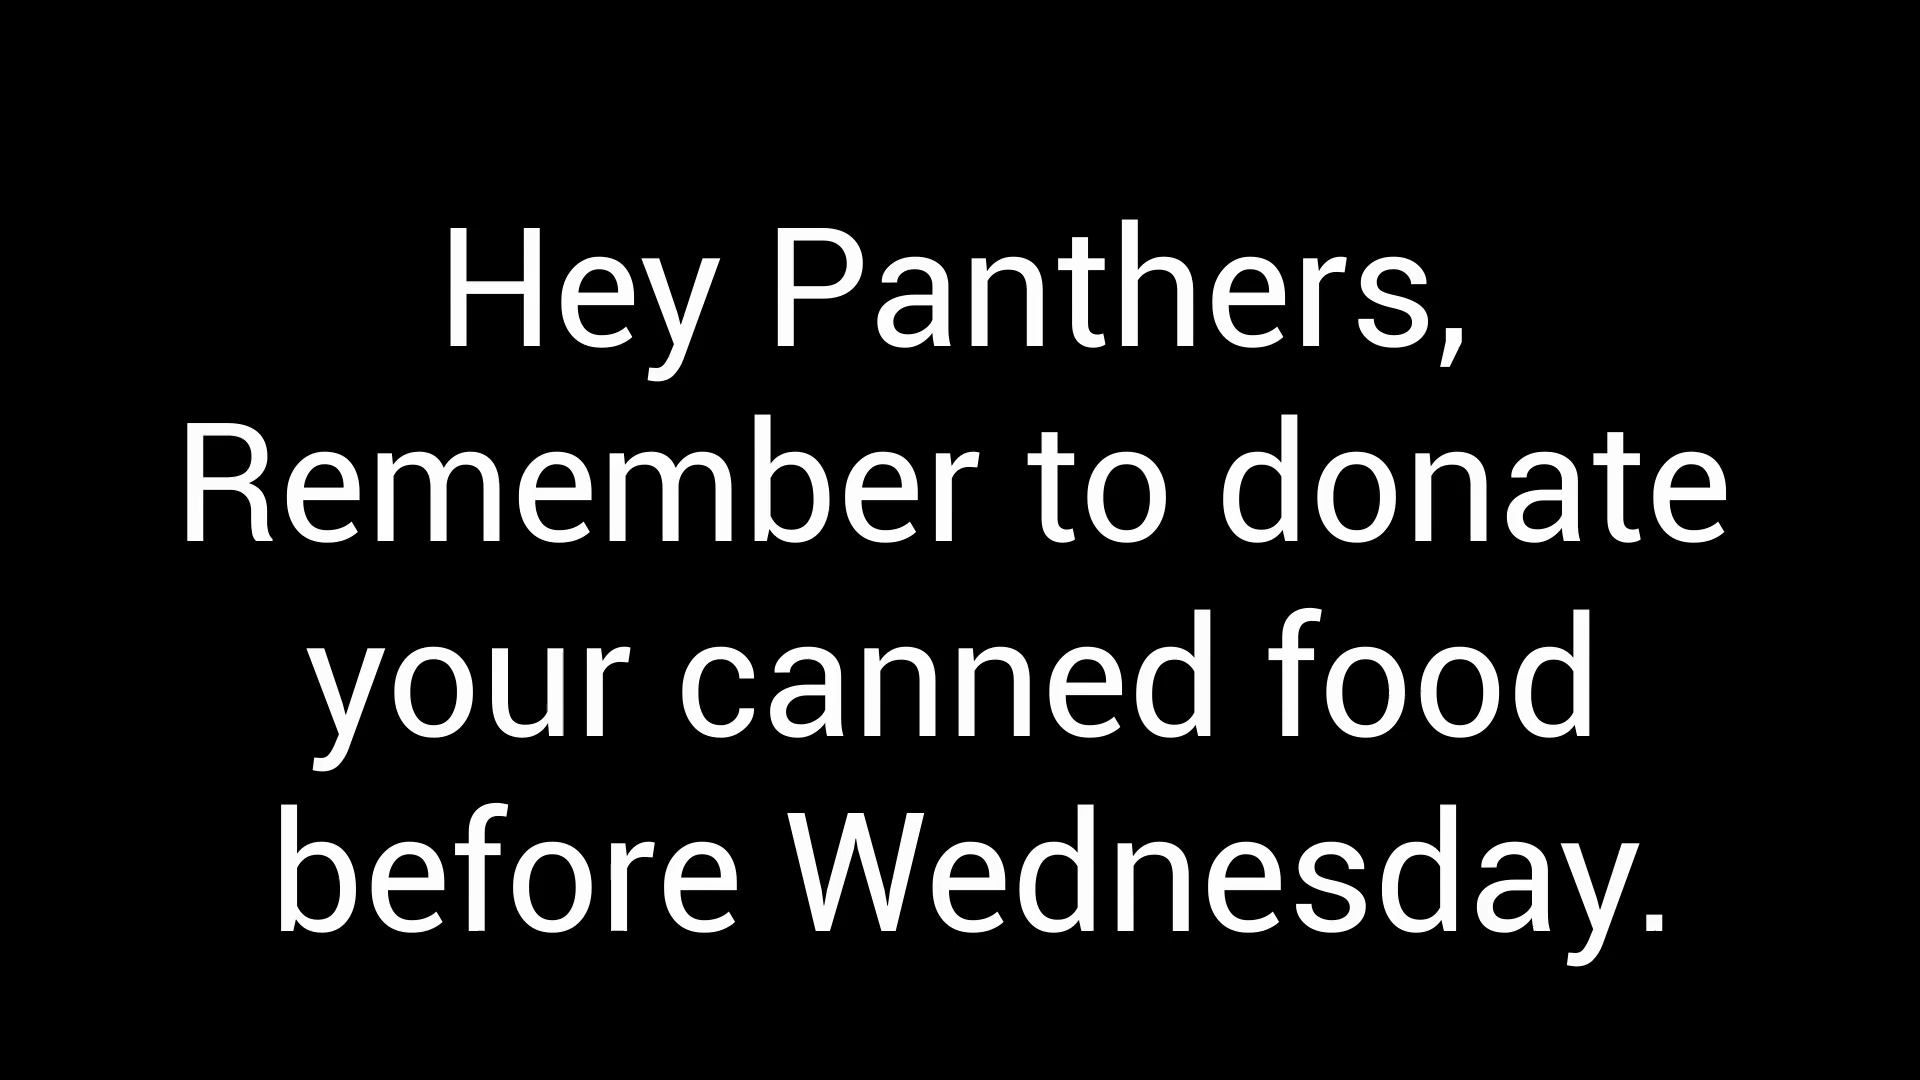 Hey Panthers,
Remember to donate
your canned food
before Wednesday.